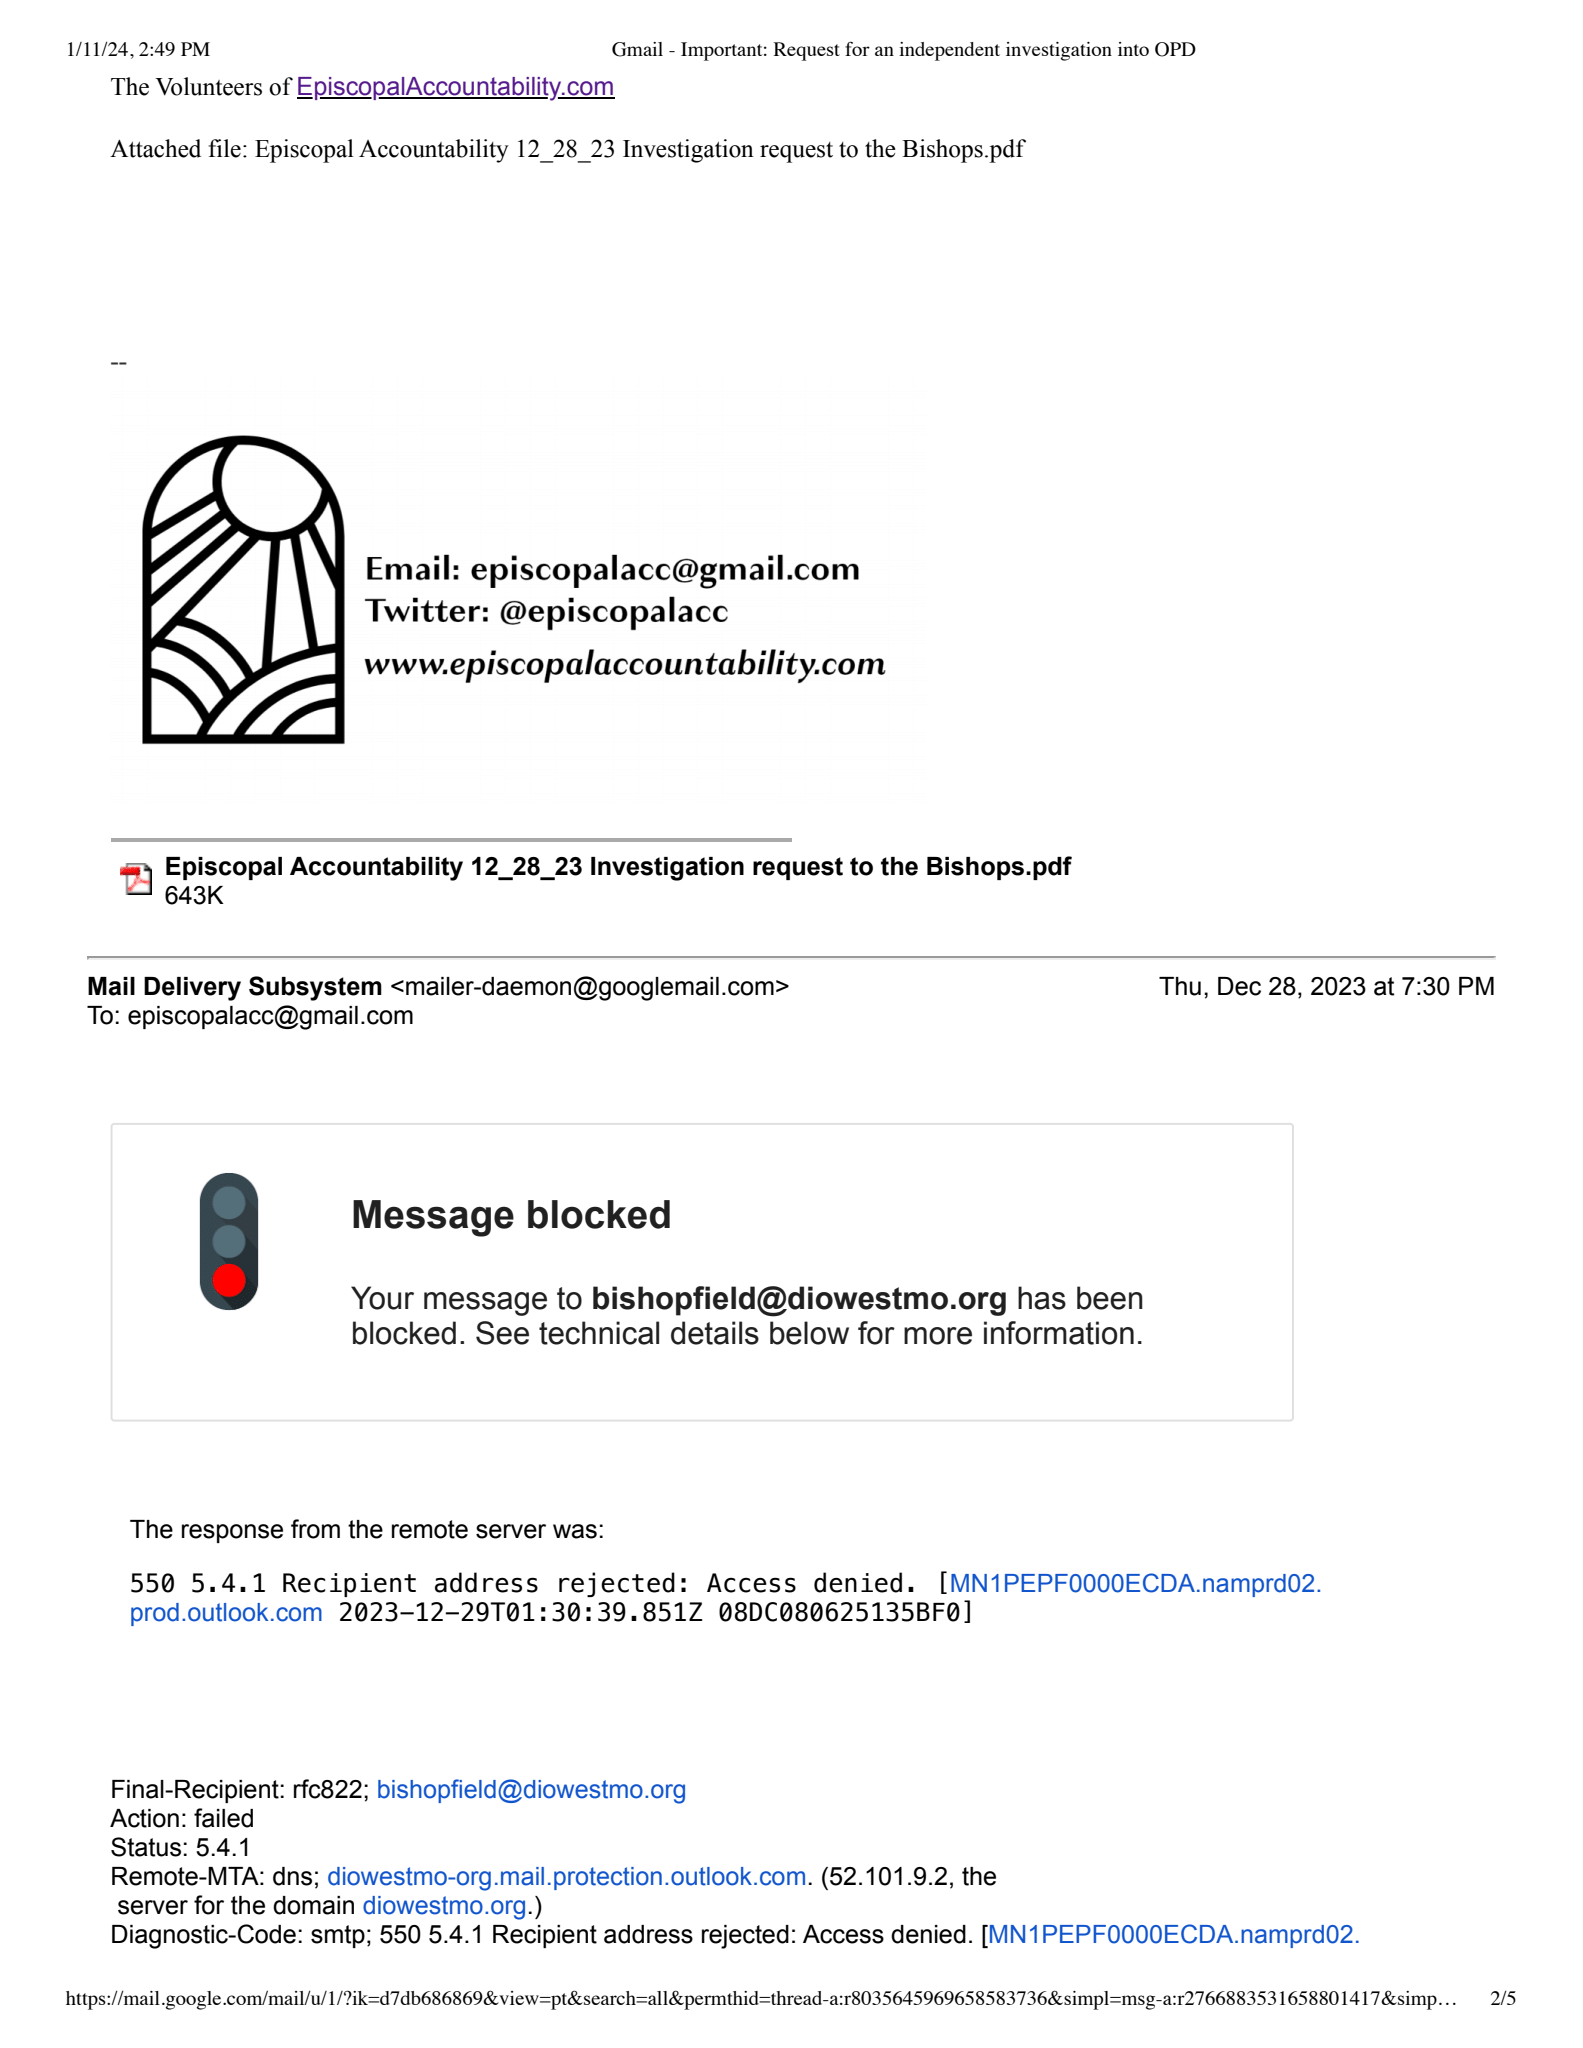 1/11/24, 2:49 PM Gmail - Important: Request for an independent investigation into OPD
The Volunteers of EpiscopalAccountability.com
Attached file: Episcopal Accountability 12_28_23 Investigation request to the Bishops.pdf
--
Email: episcopalacc@gmail.com
Twitter: @episcopalacc
www.episcopalaccountability.com
Episcopal Accountability 12_28_23 Investigation request to the Bishops.pdf
643K
Mail Delivery Subsystem <mailer-daemon@googlemail.com> Thu, Dec 28, 2023 at 7:30 PM
To: episcopalacc@gmail.com
Message blocked
Your message to bishopfield@diowestmo.org has been
blocked. See technical details below for more information.
The response from the remote server was:
550 5.4.1 Recipient address rejected: Access denied. [MN1PEPF0000ECDA.namprd02.
prod.outlook.com 2023-12-29T01:30:39.851Z 08DC080625135BF0]
Final-Recipient: rfc822; bishopfield@diowestmo.org
Action: failed
Status: 5.4.1
Remote-MTA: dns; diowestmo-org.mail.protection.outlook.com. (52.101.9.2, the
server for the domain diowestmo.org.)
Diagnostic-Code: smtp; 550 5.4.1 Recipient address rejected: Access denied. [MN1PEPF0000ECDA.namprd02.
https://mail.google.com/mail/u/1/?ik=d7db686869&view=pt&search=all&permthid=thread-a:r8035645969658583736&simpl=msg-a:r2766883531658801417&simp… 2/5